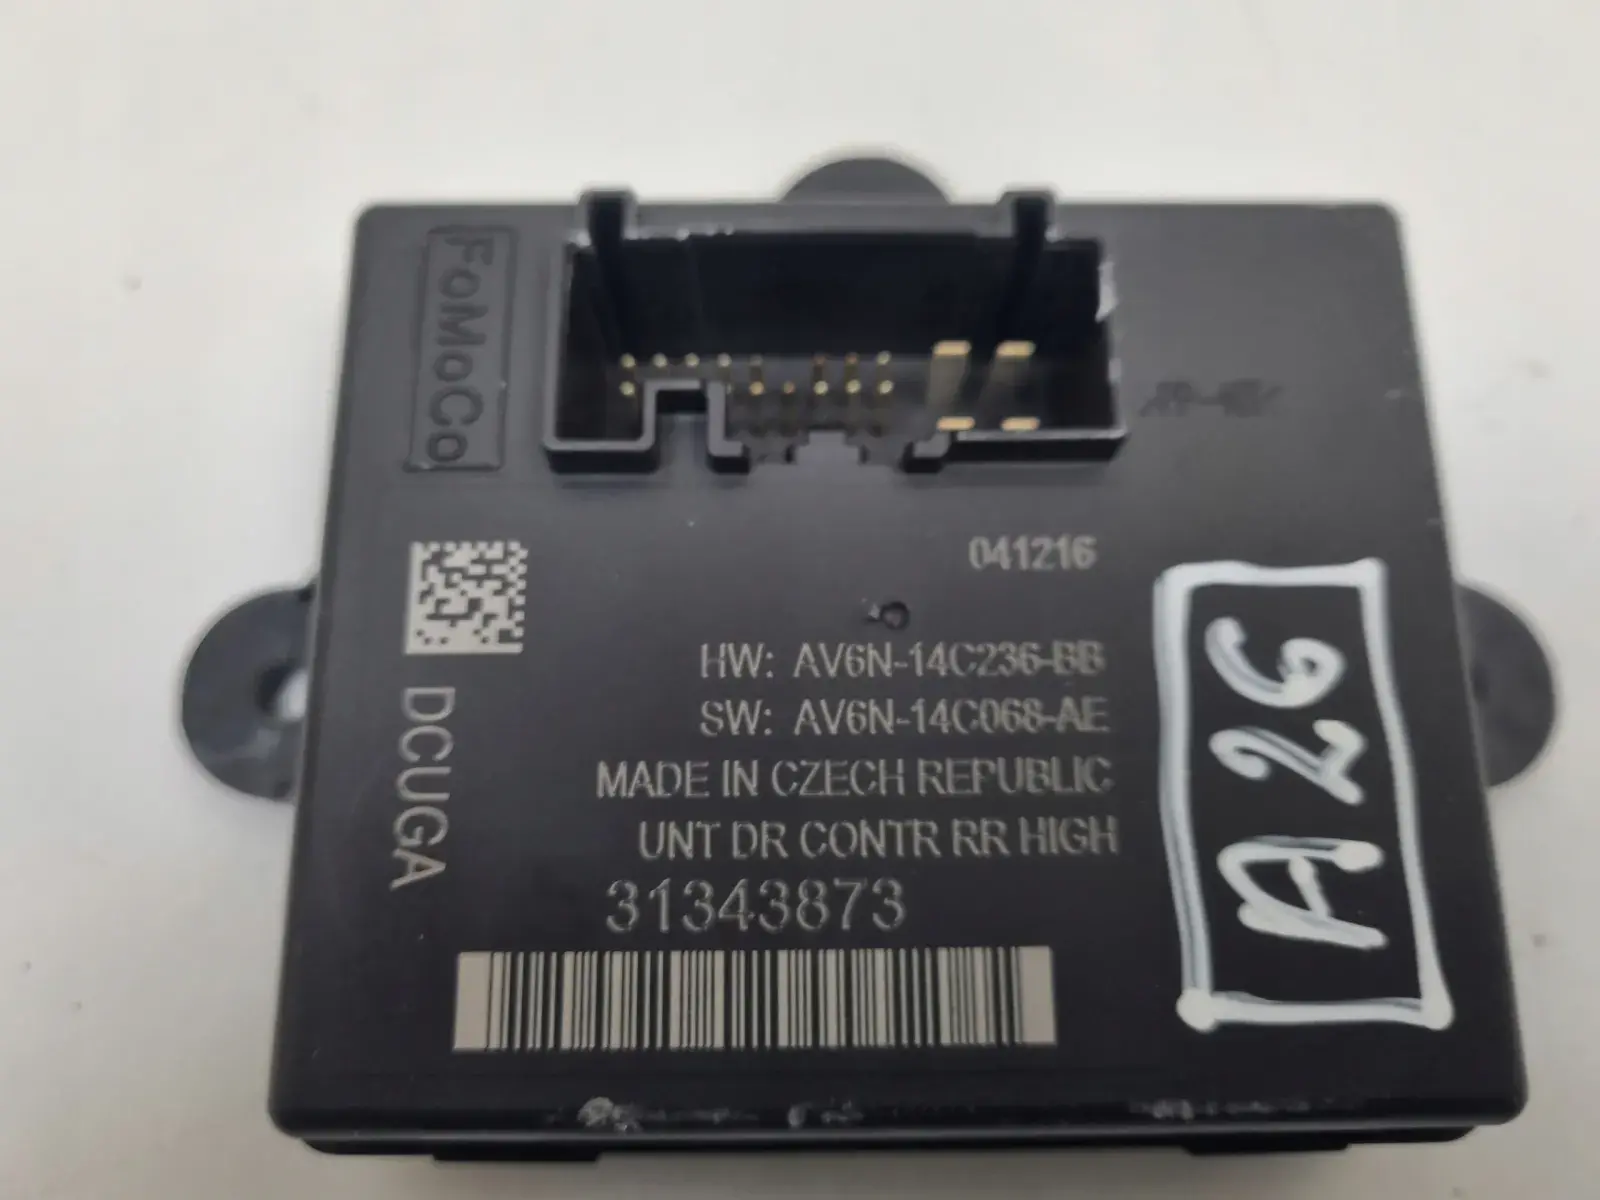 FoMoCo
041216
HW: AV6N-14C236-BB
SW: AV6N-14C068-AE
MADE IN CZECH REPUBLIC
UNT DR CONTR RR HIGH
31343873
DCUGA
A26